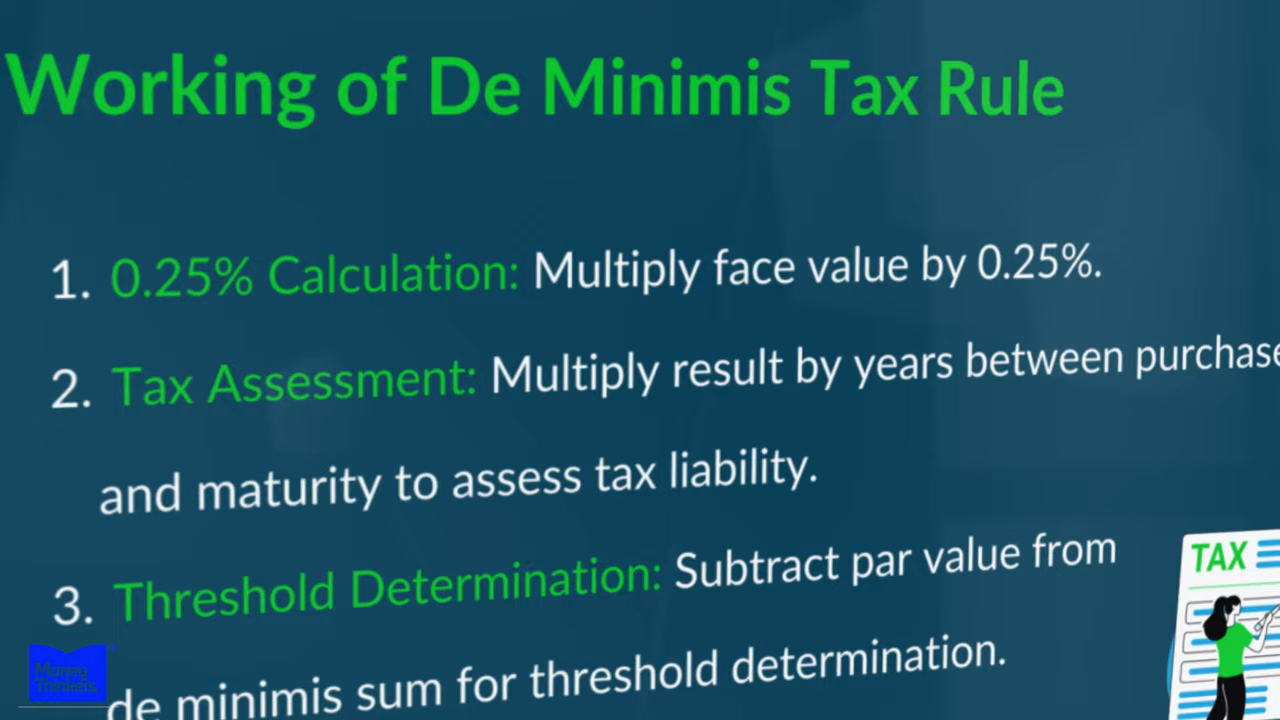 Working of De Minimis Tax Rule
1. 0.25% Calculation: Multiply face value by 0.25%.
2. Tax Assessment: Multiply result by years between purchase
and maturity to assess tax liability.
3. Threshold Determination: Subtract par value from
de minimis sum for threshold determination.
TAX